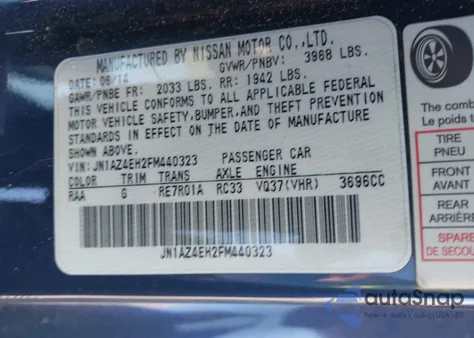 MANUFACTURED BY NISSAN MOTOR CO.,LTD.
DATE: 06/14 GVWR/PNBV: 3988 LBS.
GAWR/PNBE FR: 2033 LBS. RR: 1942 LBS.
THIS VEHICLE CONFORMS TO ALL APPLICABLE FEDERAL
MOTOR VEHICLE SAFETY,BUMPER,AND THEFT PREVENTION
STANDARDS IN EFFECT ON THE DATE OF MANUFACTURE
SHOWN ABOVE.
VIN: JN1AZ4EH2FM440323 PASSENGER CAR
COLOR TRIM TRANS AXLE ENGINE
RAA G RE7R01A RC33 VQ37(VHR) 3696CC
JN1AZ4EH2FM440323
The comb
TIRE
PNEU
FRONT
AVANT
REAR
ARRIÈRE
SPARE
DE SECOU
autoSnap